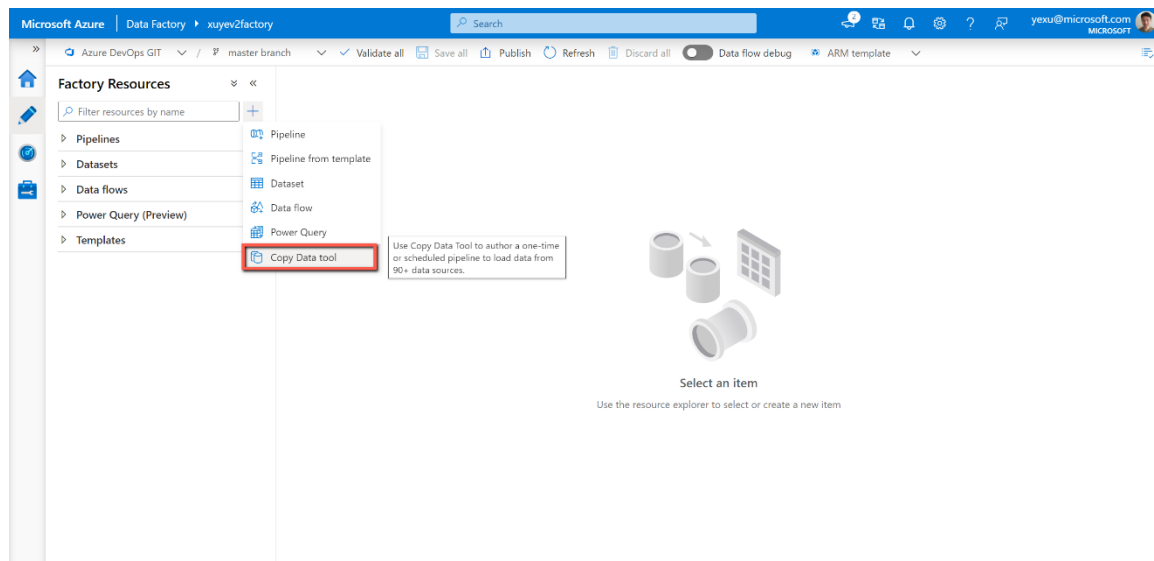 Microsoft Azure | Data Factory xuyev2factory Search 2 ? yexu@microsoft.com
MICROSOFT
» Azure DevOps GIT / master branch Validate all Save all Publish Refresh Discard all Data flow debug ARM template
Factory Resources
Filter resources by name +
Pipelines
Datasets
Data flows
Power Query (Preview)
Templates
Pipeline
Pipeline from template
Dataset
Data flow
Power Query
Copy Data tool
Use Copy Data Tool to author a one-time
or scheduled pipeline to load data from
90+ data sources.
Select an item
Use the resource explorer to select or create a new item